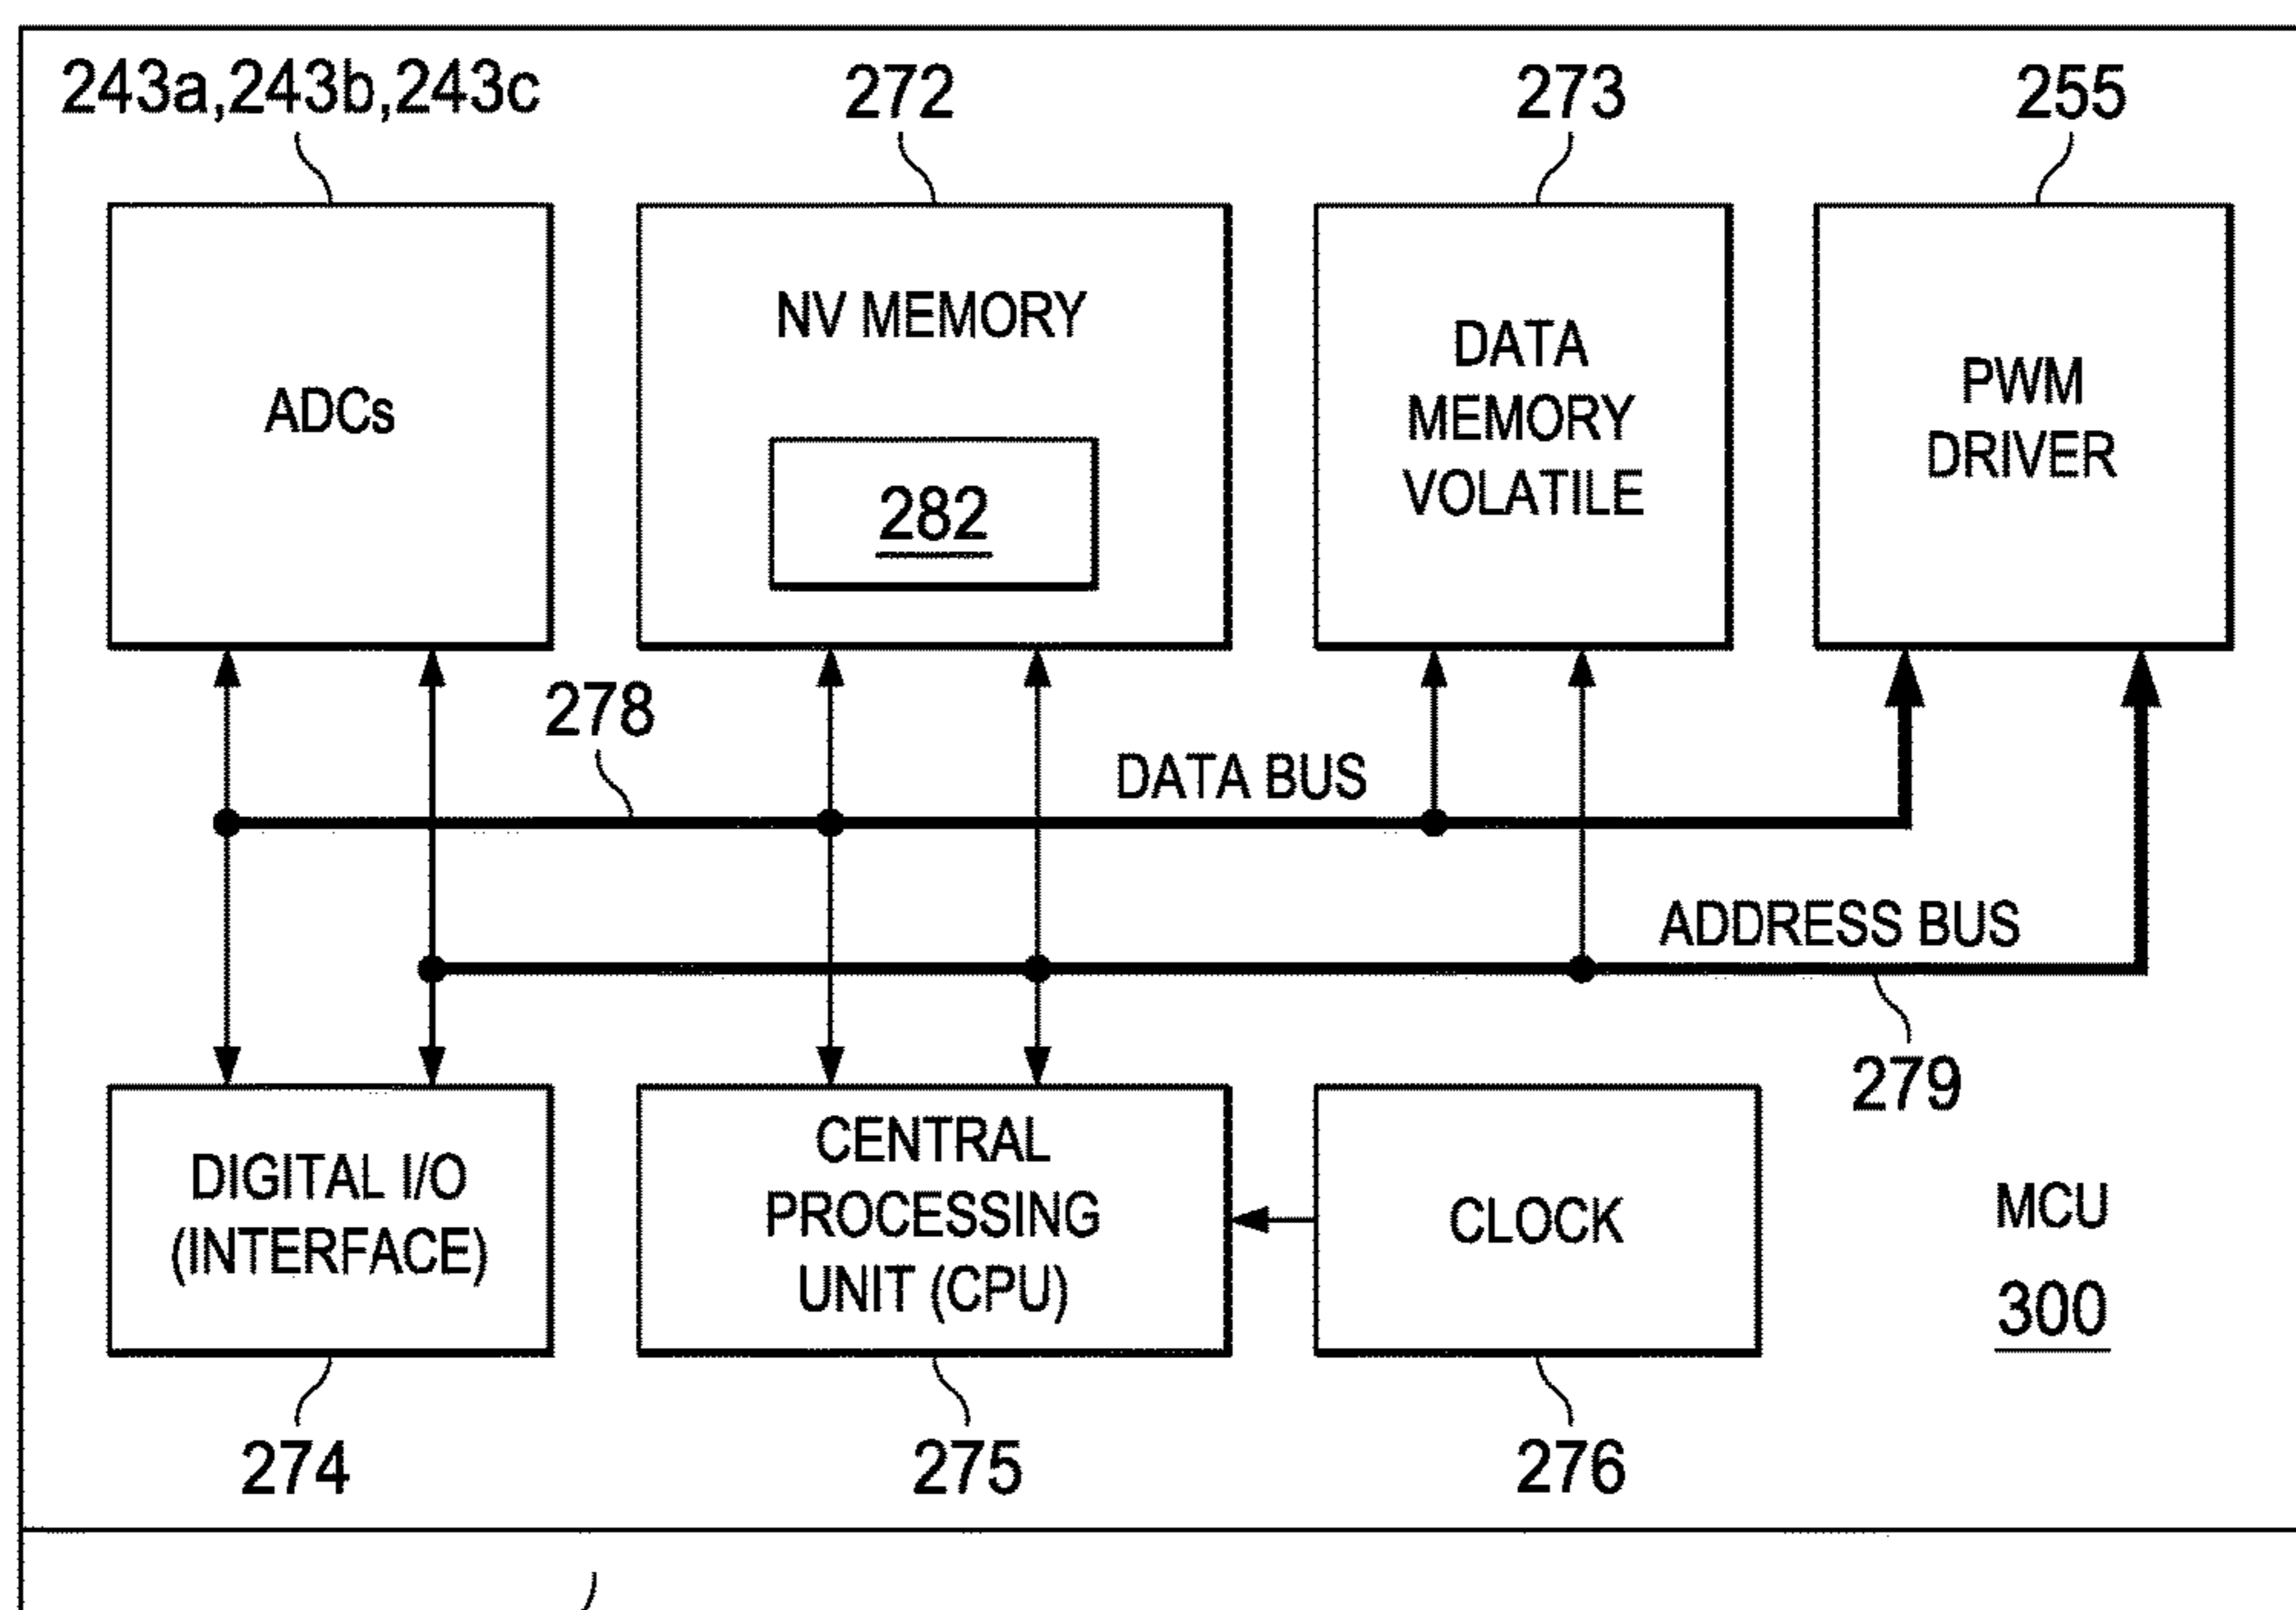 243a,243b,243c
272
273
255
ADCs
NV MEMORY
282
DATA
MEMORY
VOLATILE
PWM
DRIVER
278
DATA BUS
ADDRESS BUS
279
DIGITAL I/O
(INTERFACE)
CENTRAL
PROCESSING
UNIT (CPU)
CLOCK
MCU
300
274
275
276